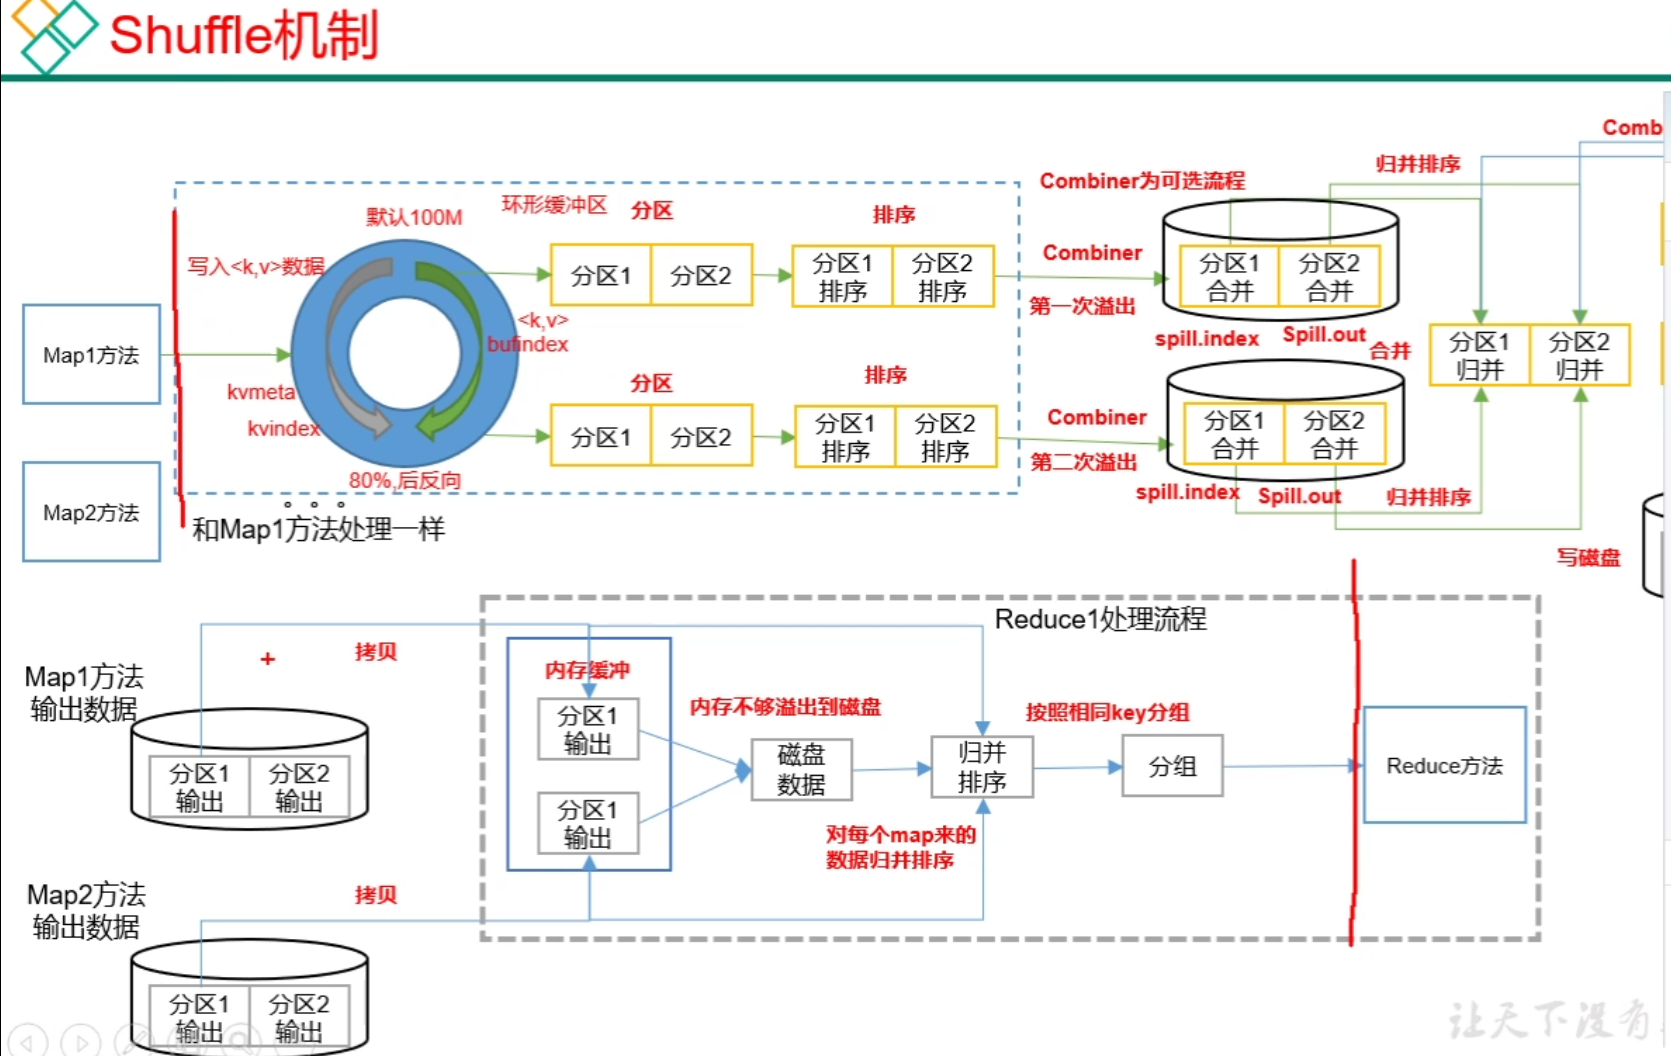 Shuffle机制
Comb
归并排序
Combiner为可选流程
默认100M
环形缓冲区
分区
排序
写入<k,v>数据
分区1
分区2
分区1
排序
分区2
排序
Combiner
第一次溢出
分区1
合并
分区2
合并
<k,v>
bufindex
spill.index
Spill.out
合并
Map1方法
分区1
归并
分区2
归并
kvmeta
kvindex
分区
排序
分区1
分区2
分区1
排序
分区2
排序
Combiner
第二次溢出
分区1
合并
分区2
合并
80%,后反向
spill.index
Spill.out
归并排序
Map2方法
。。。
和Map1方法处理一样
写磁盘
Reduce1处理流程
+
拷贝
Map1方法
输出数据
内存缓冲
分区1
输出
内存不够溢出到磁盘
按照相同key分组
磁盘
数据
归并
排序
分组
Reduce方法
分区1
输出
分区2
输出
分区1
输出
对每个map来的
数据归并排序
Map2方法
输出数据
拷贝
分区1
输出
分区2
输出
让天下没有